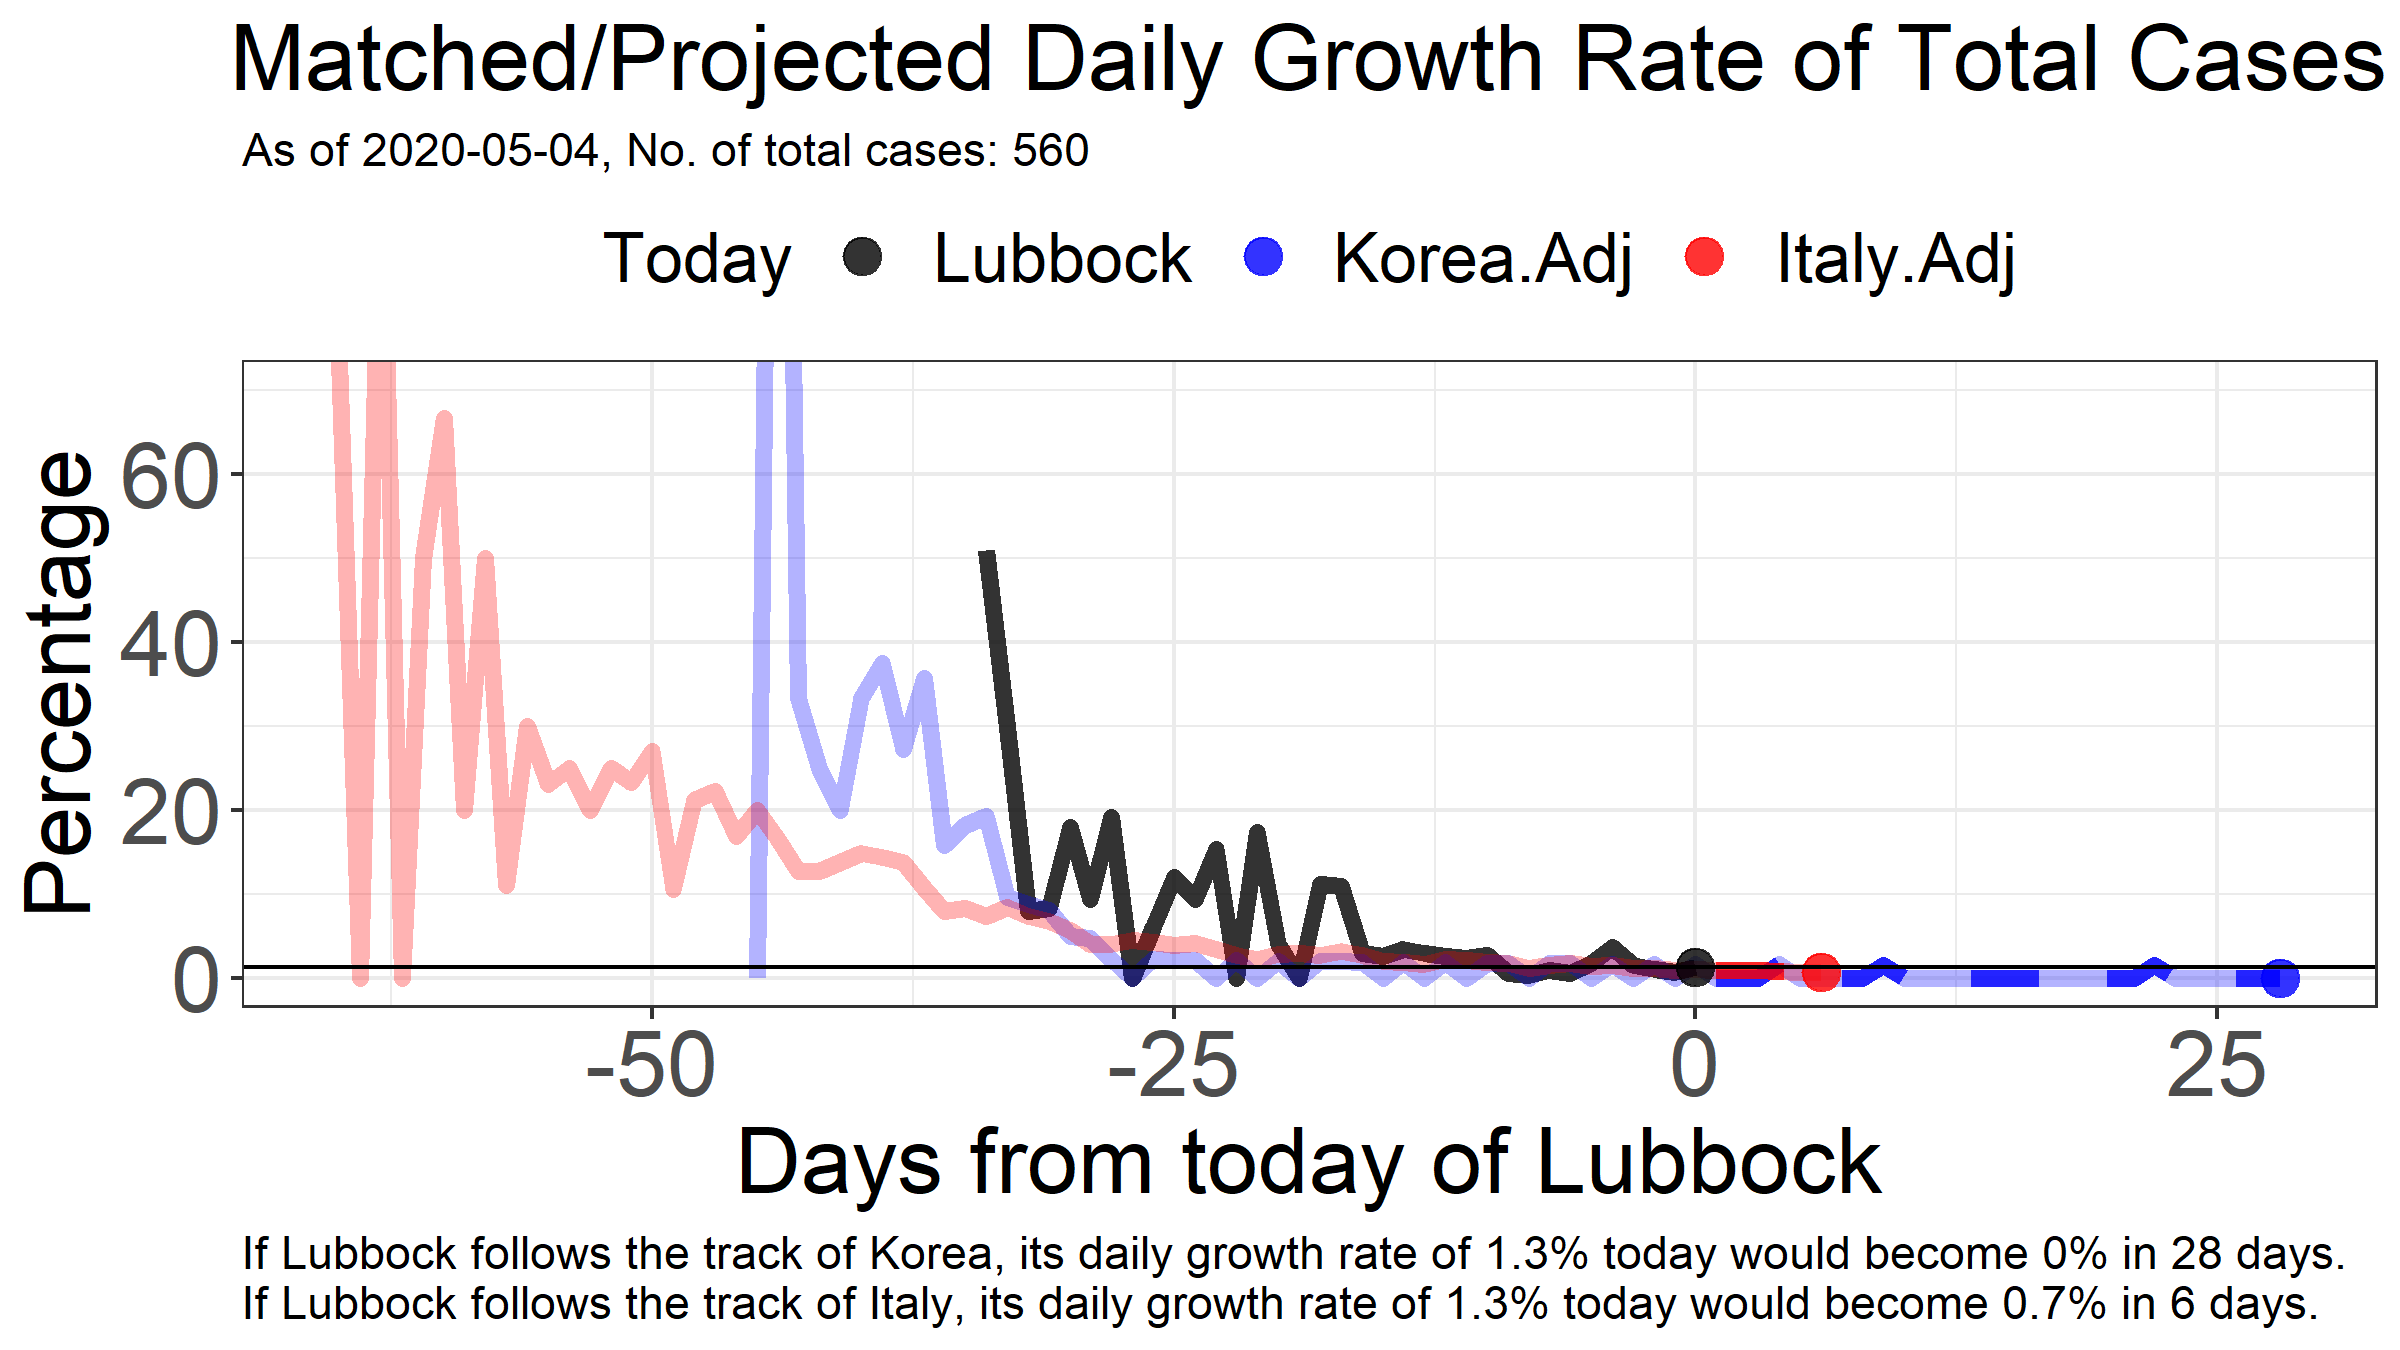 Matched/Projected Daily Growth Rate of Total Cases
As of 2020-05-04, No. of total cases: 560
Today Lubbock Korea.Adj Italy.Adj
Percentage
60
40
20
0
-50 -25 0 25
Days from today of Lubbock
If Lubbock follows the track of Korea, its daily growth rate of 1.3% today would become 0% in 28 days.
If Lubbock follows the track of Italy, its daily growth rate of 1.3% today would become 0.7% in 6 days.